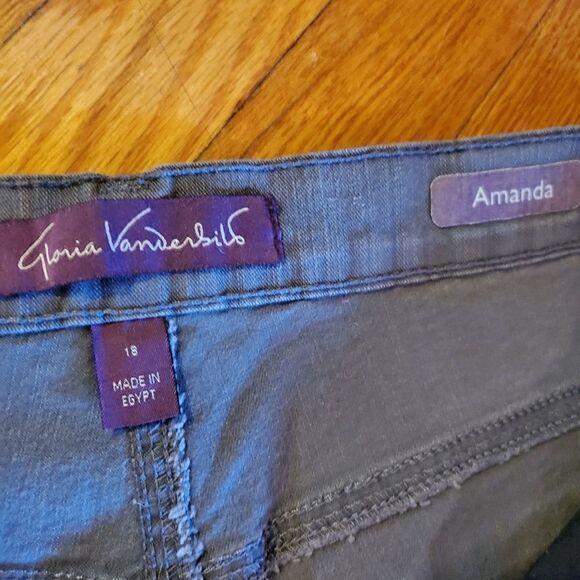 Gloria Vanderbilt
Amanda
18
MADE IN
EGYPT